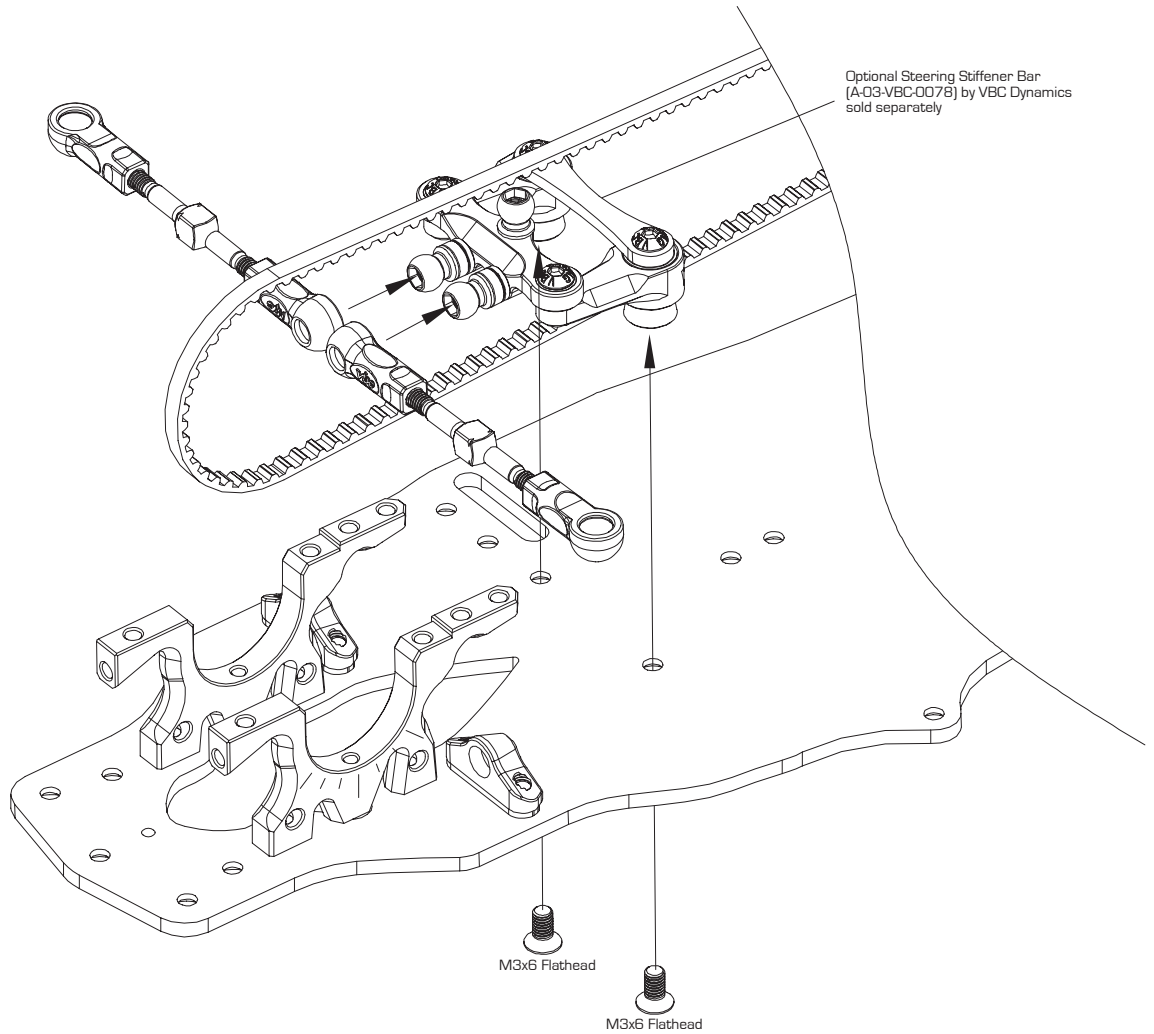 Optional Steering Stiffener Bar
(A-03-VBC-0078) by VBC Dynamics
sold separately
M3x6 Flathead
M3x6 Flathead